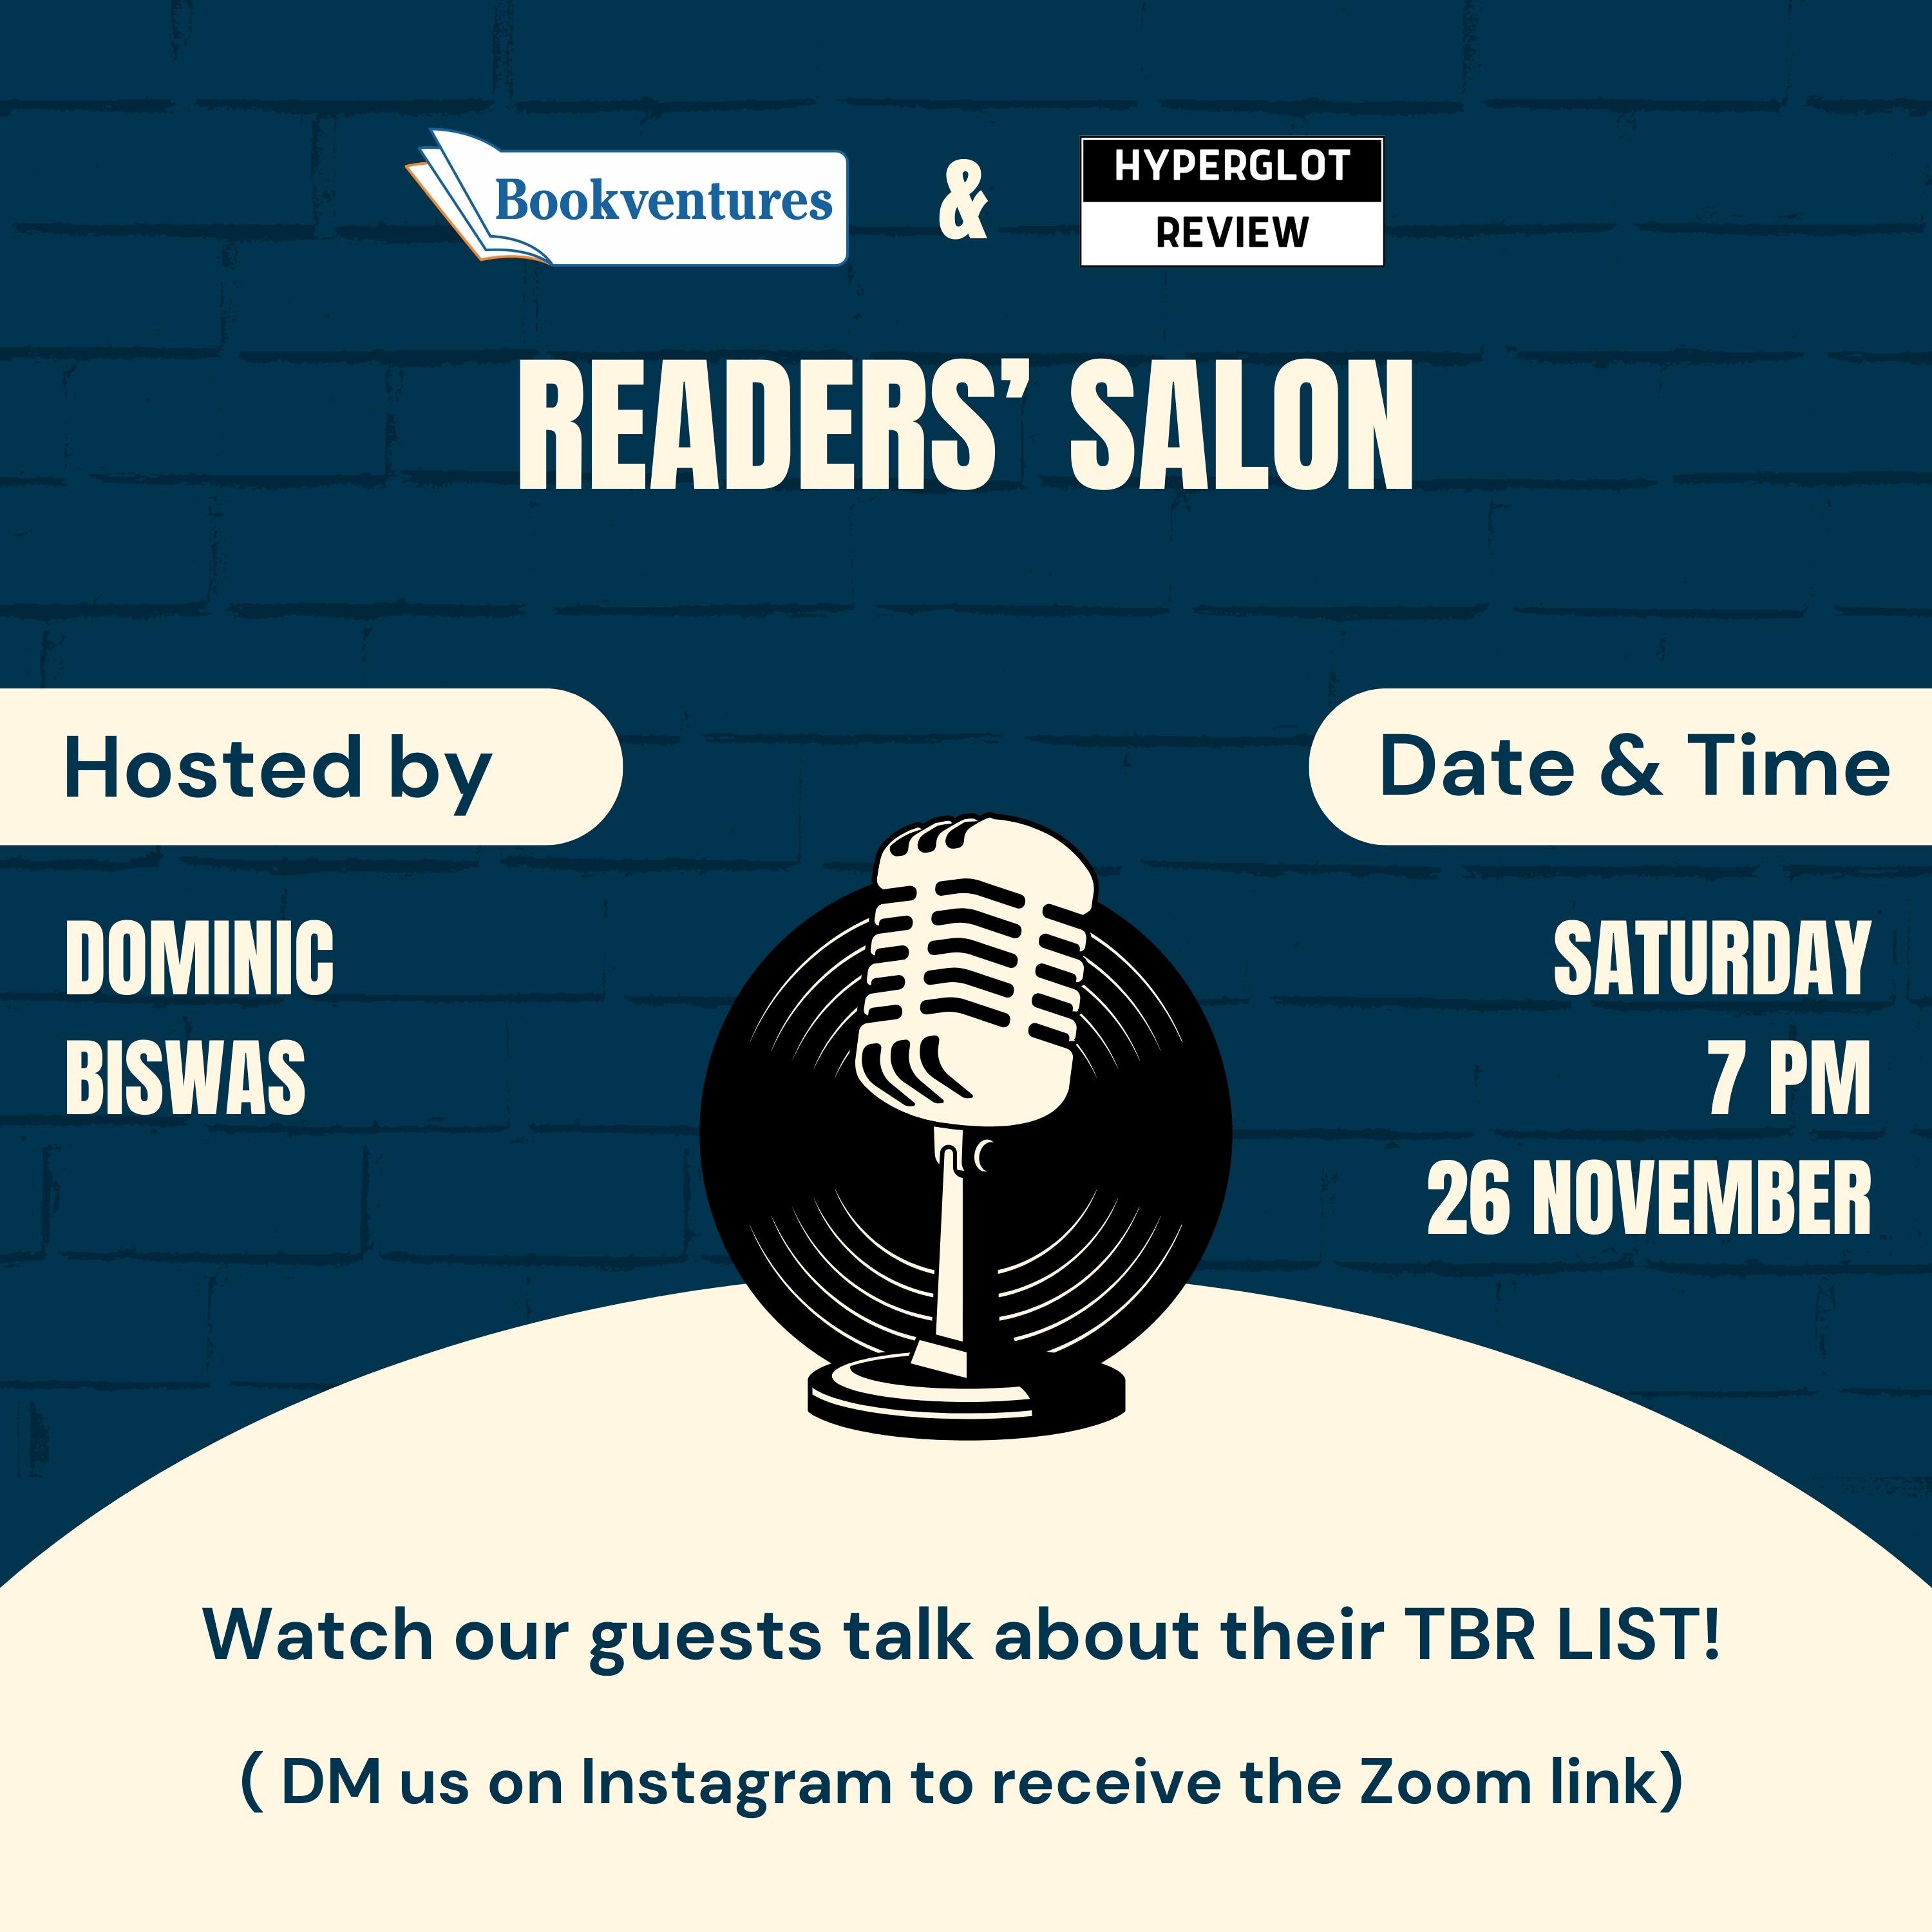 Bookventures & HYPERGLOT REVIEW
READERS’ SALON
Hosted by
DOMINIC
BISWAS
Date & Time
SATURDAY
7 PM
26 NOVEMBER
Watch our guests talk about their TBR LIST!
( DM us on Instagram to receive the Zoom link)